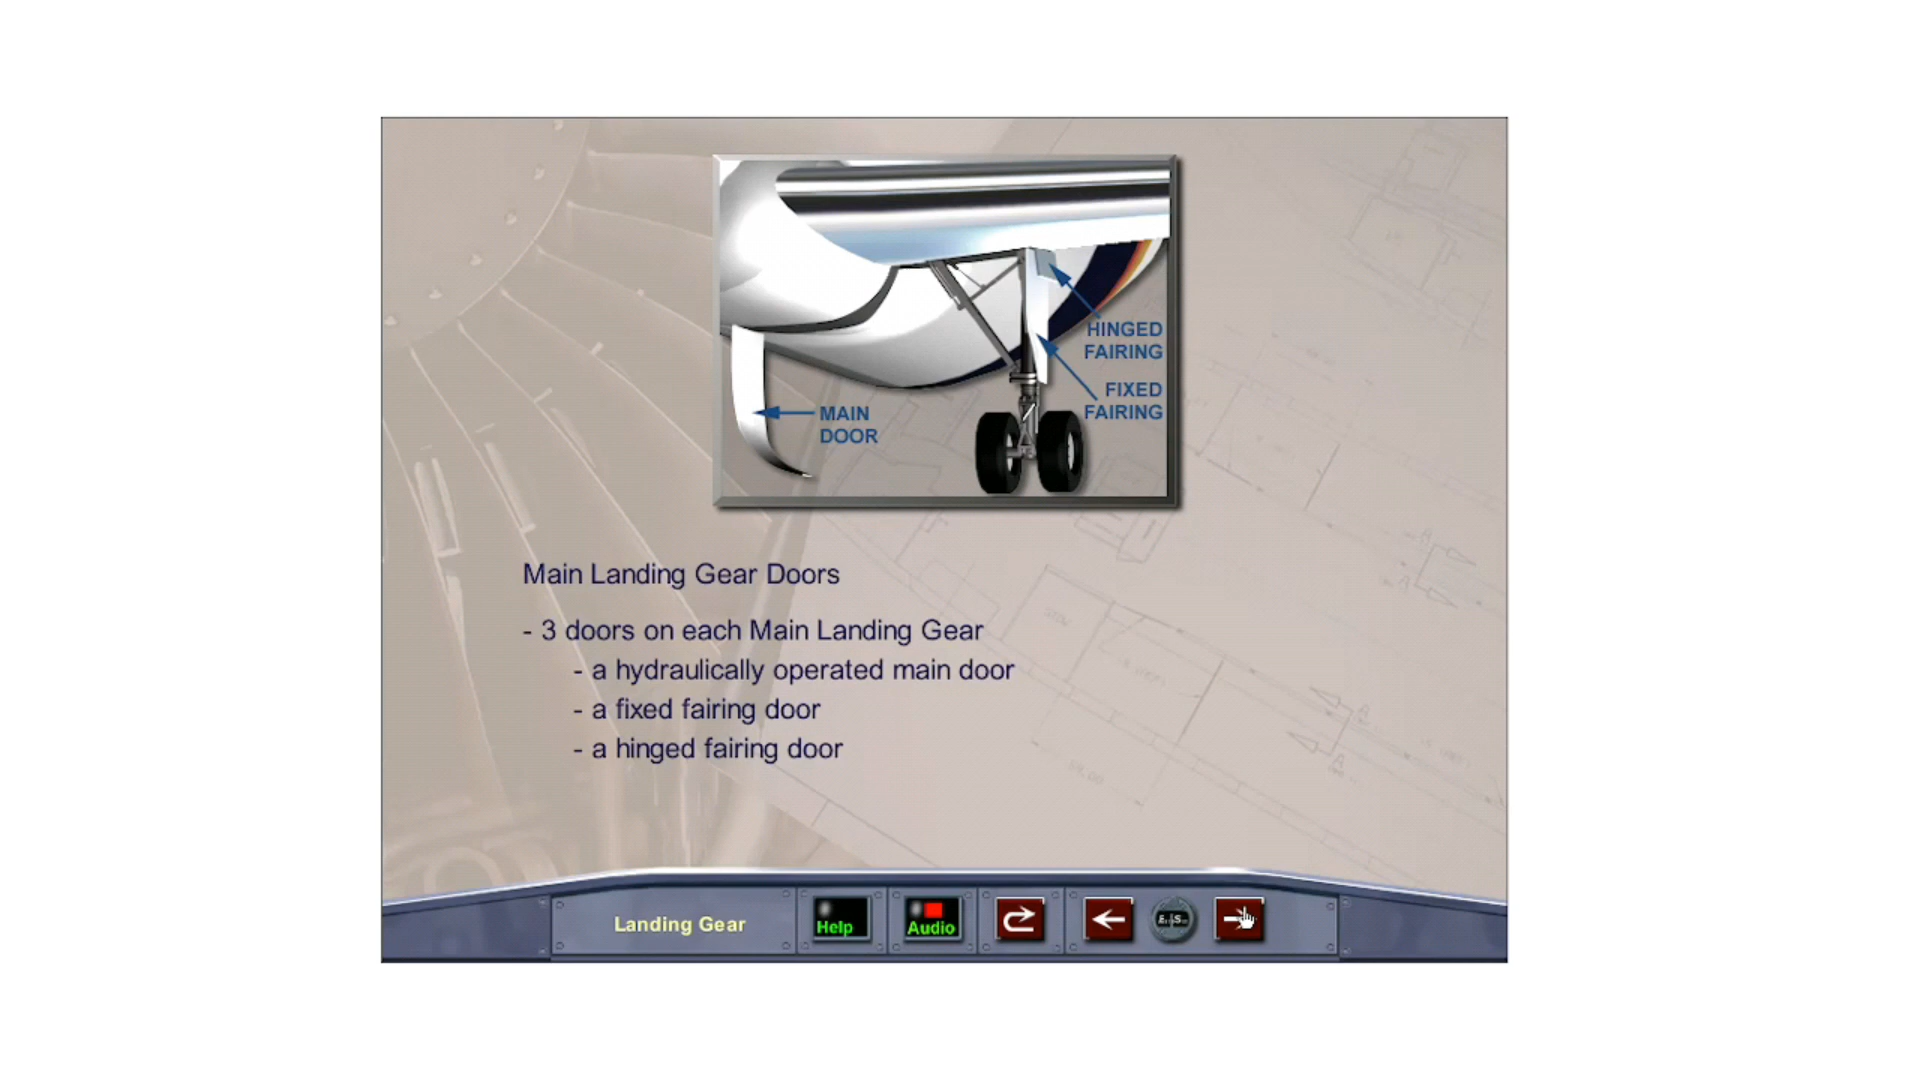 HINGED
FAIRING
FIXED
FAIRING
MAIN
DOOR
Main Landing Gear Doors
- 3 doors on each Main Landing Gear
- a hydraulically operated main door
- a fixed fairing door
- a hinged fairing door
Landing Gear
Help
Audio